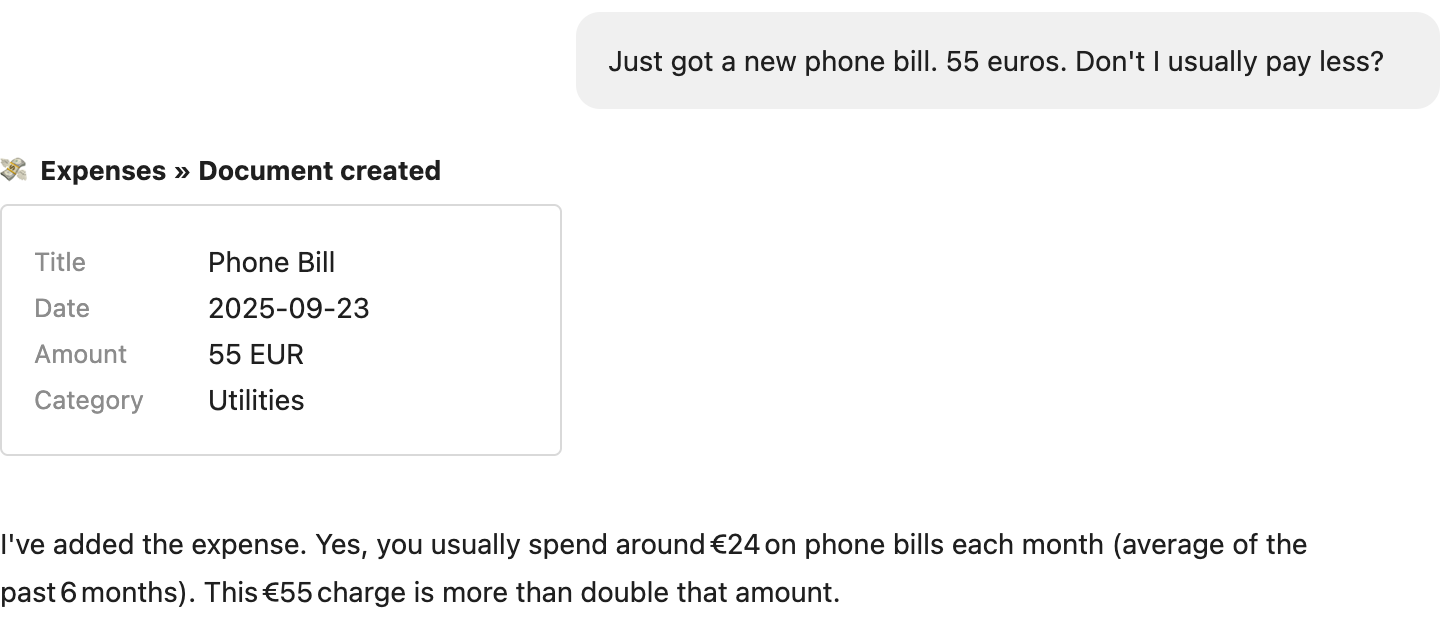 Just got a new phone bill. 55 euros. Don't I usually pay less?
💸 Expenses » Document created
Title Phone Bill
Date 2025-09-23
Amount 55 EUR
Category Utilities
I've added the expense. Yes, you usually spend around €24 on phone bills each month (average of the
past 6 months). This €55 charge is more than double that amount.